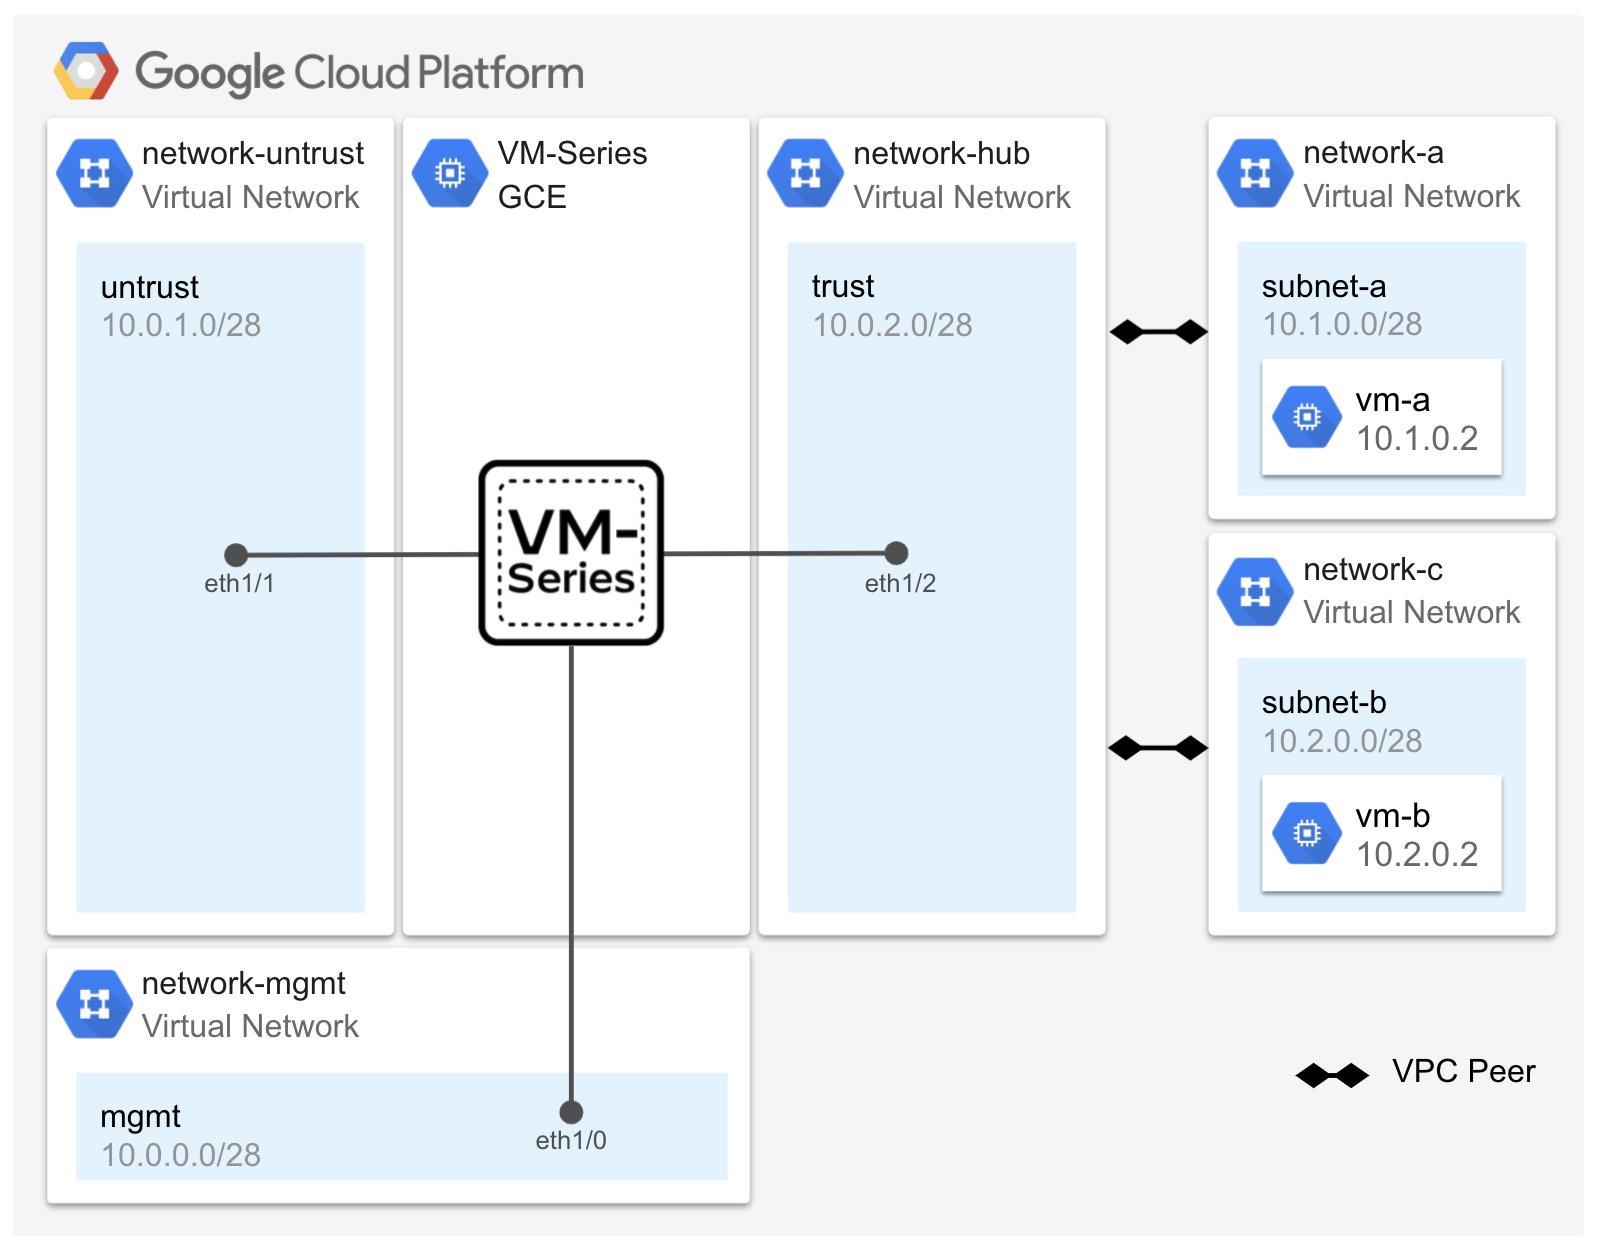 Google Cloud Platform
network-untrust
Virtual Network
untrust
10.0.1.0/28
eth1/1
VM-Series
GCE
VM-
Series
network-hub
Virtual Network
trust
10.0.2.0/28
eth1/2
network-a
Virtual Network
subnet-a
10.1.0.0/28
vm-a
10.1.0.2
network-c
Virtual Network
subnet-b
10.2.0.0/28
vm-b
10.2.0.2
network-mgmt
Virtual Network
mgmt
10.0.0.0/28
eth1/0
VPC Peer